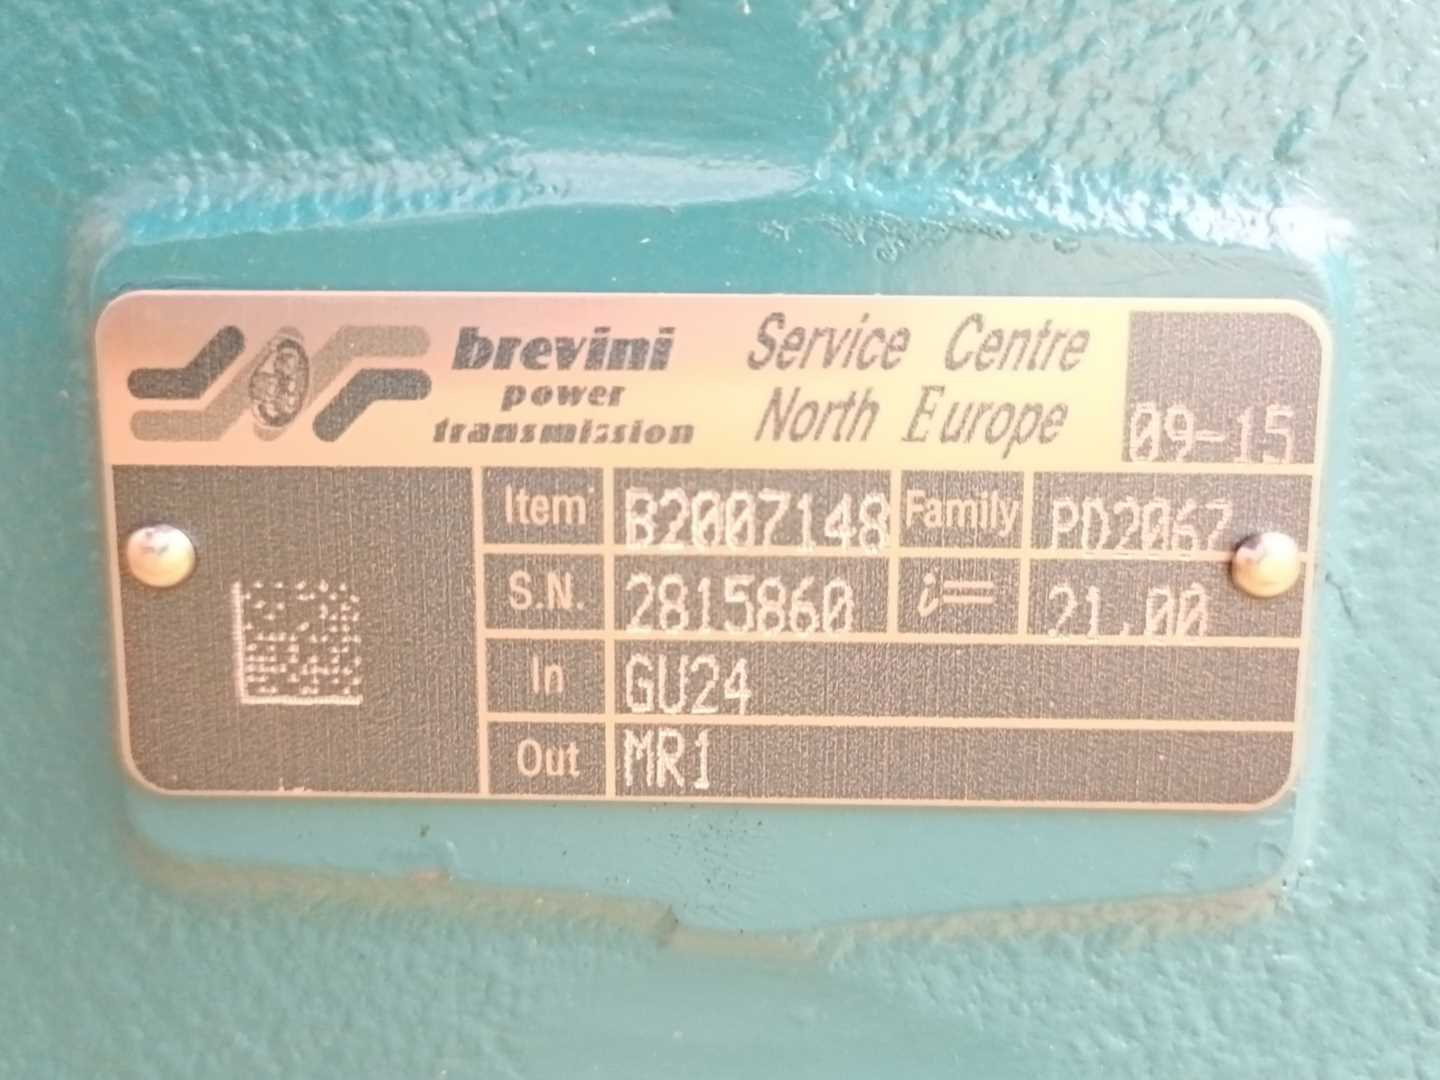 brevini
power
transmission
Service Centre
North Europe
09-15
Item B2007148 Family PD2067
S.N. 2815860 i= 21.00
In GU24
Out MR1